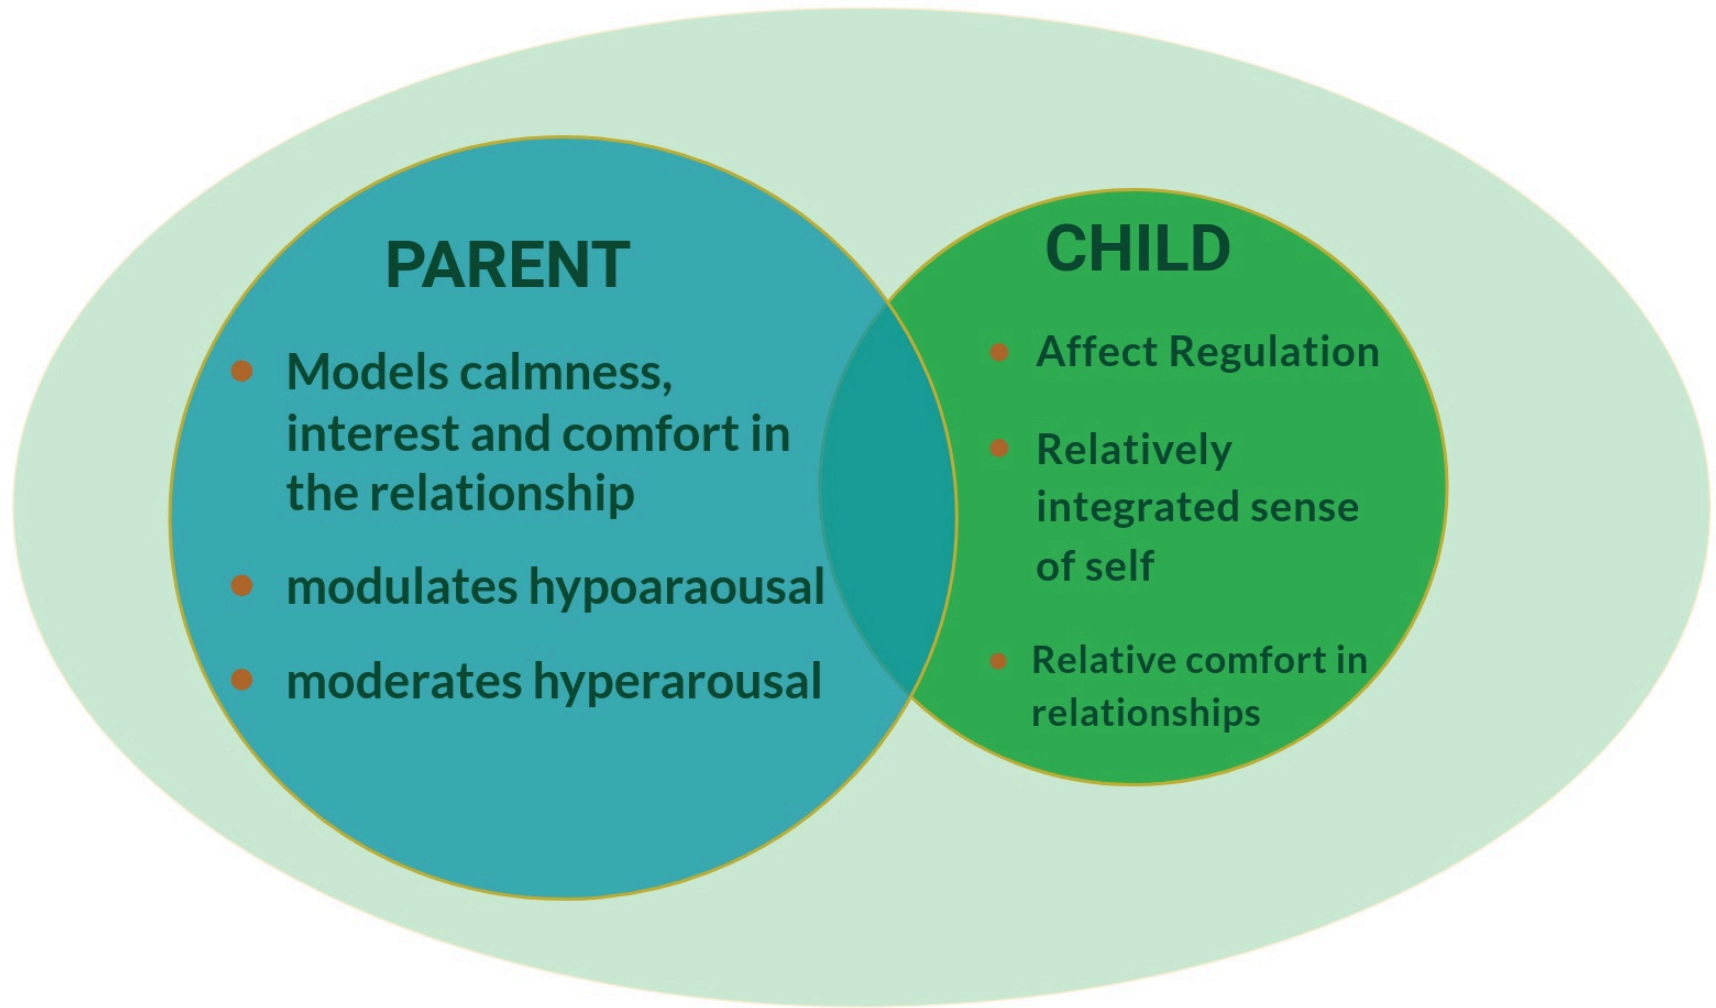 PARENT
Models calmness,
interest and comfort in
the relationship
modulates hypoaraousal
moderates hyperarousal
CHILD
Affect Regulation
Relatively
integrated sense
of self
Relative comfort in
relationships